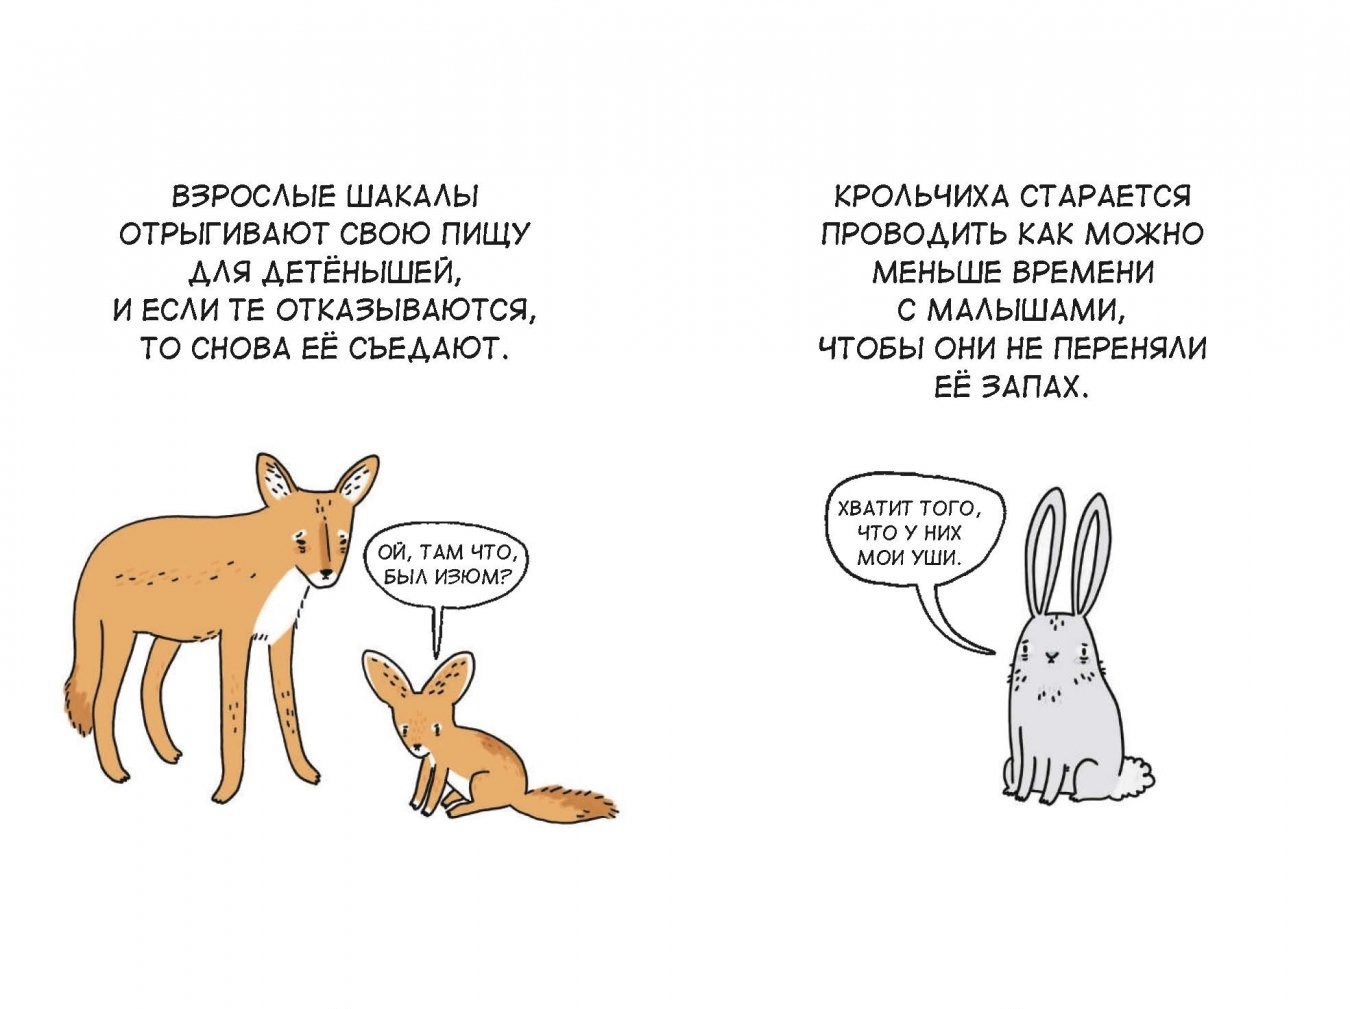 ВЗРОСЛЫЕ ШАКАЛЫ
ОТРЫГИВАЮТ СВОЮ ПИЩУ
ДЛЯ ДЕТЁНЫШЕЙ,
И ЕСЛИ ТЕ ОТКАЗЫВАЮТСЯ,
ТО СНОВА ЕЁ СЪЕДАЮТ.
ОЙ, ТАМ ЧТО,
БЫЛ ИЗЮМ?
КРОЛЬЧИХА СТАРАЕТСЯ
ПРОВОДИТЬ КАК МОЖНО
МЕНЬШЕ ВРЕМЕНИ
С МАЛЫШАМИ,
ЧТОБЫ ОНИ НЕ ПЕРЕНЯЛИ
ЕЁ ЗАПАХ.
ХВАТИТ ТОГО,
ЧТО У НИХ
МОИ УШИ.